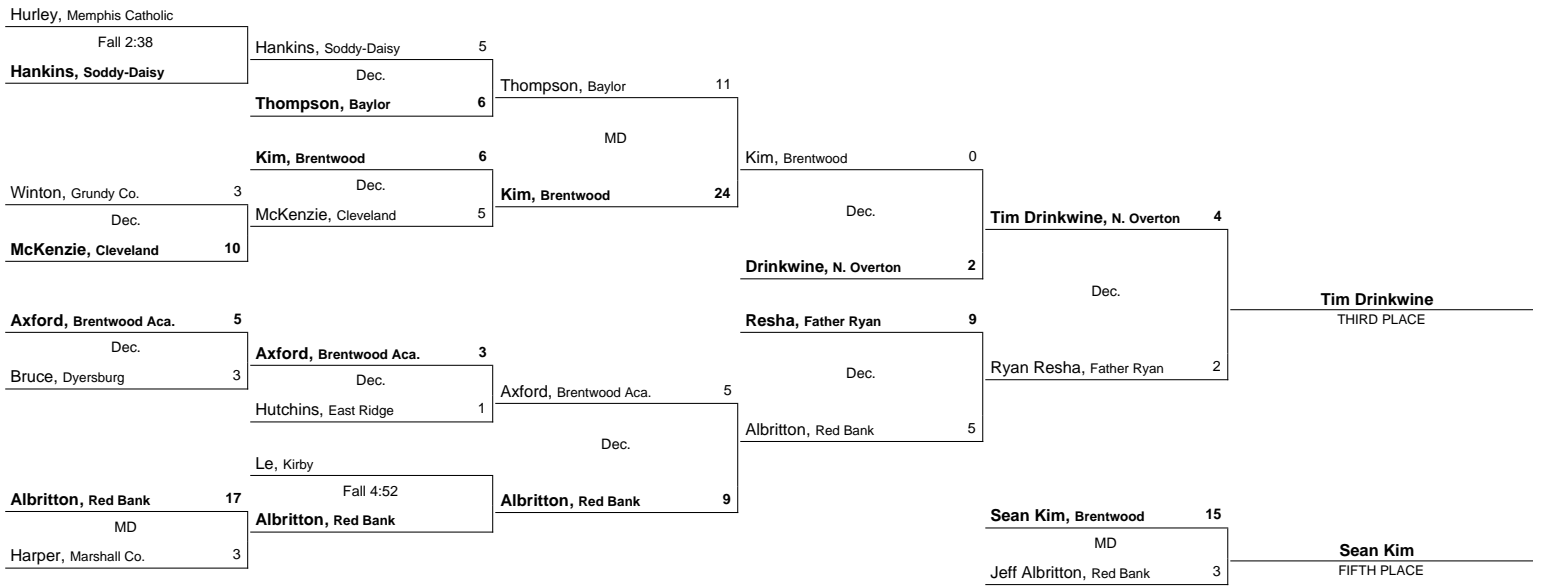 Hurley, Memphis Catholic
Fall 2:38
Hankins, Soddy-Daisy
Winton, Grundy Co. 3
Dec.
McKenzie, Cleveland 10
Axford, Brentwood Aca. 5
Dec.
Bruce, Dyersburg 3
Albritton, Red Bank 17
MD
Harper, Marshall Co. 3
Hankins, Soddy-Daisy 5
Dec.
Thompson, Baylor 6
Kim, Brentwood 6
Dec.
McKenzie, Cleveland 5
Axford, Brentwood Aca. 3
Dec.
Hutchins, East Ridge 1
Le, Kirby
Fall 4:52
Albritton, Red Bank
Thompson, Baylor 11
MD
Kim, Brentwood 24
Axford, Brentwood Aca. 5
Dec.
Albritton, Red Bank 9
Kim, Brentwood 0
Dec.
Drinkwine, N. Overton 2
Resha, Father Ryan 9
Dec.
Albritton, Red Bank 5
Tim Drinkwine, N. Overton 4
Dec.
Ryan Resha, Father Ryan 2
Tim Drinkwine
THIRD PLACE
Sean Kim, Brentwood 15
MD
Jeff Albritton, Red Bank 3
Sean Kim
FIFTH PLACE